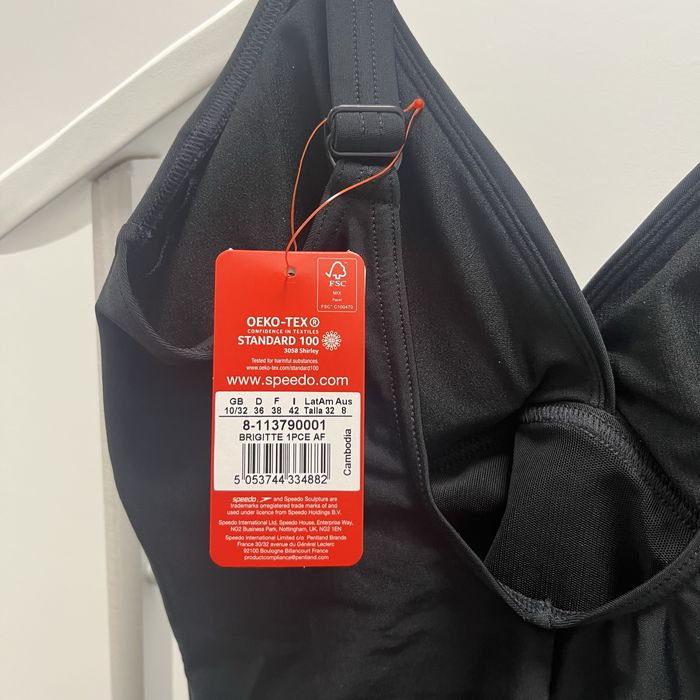 FSC
MIX
Paper
FSC™ C100470
OEKO-TEX®
CONFIDENCE IN TEXTILES
STANDARD 100
3058 Shirley
Tested for harmful substances
www.oeko-tex.com/standard100
www.speedo.com
GB D F I LatAm Aus
10/32 36 38 42 Talla 32 8
8-113790001
BRIGITTE 1PCE AF
5 053744 334882
Cambodia
speedo and Speedo Sculpture are
trademarks orregistered trade marks of and
used under licence from Speedo Holdings B.V.
Speedo International Ltd. Speedo House, Enterprise Way,
NG2 Business Park, Nottingham, UK, NG2 1EN
Speedo International Limited c/o Pentland Brands
France 30/32 avenue du Général Leclerc
92100 Boulogne Billancourt France
productcompliance@pentland.com